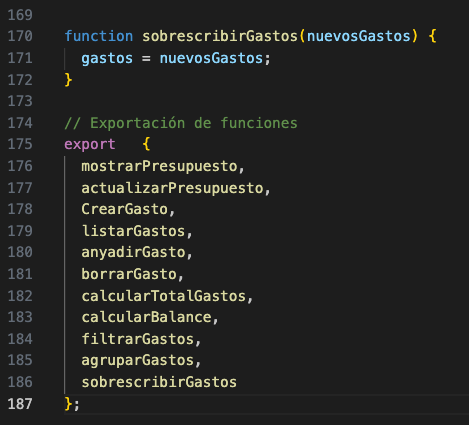 169
170 function sobrescribirGastos(nuevosGastos) {
171   gastos = nuevosGastos;
172 }
173
174 // Exportación de funciones
175 export   {
176   mostrarPresupuesto,
177   actualizarPresupuesto,
178   CrearGasto,
179   listarGastos,
180   anyadirGasto,
181   borrarGasto,
182   calcularTotalGastos,
183   calcularBalance,
184   filtrarGastos,
185   agruparGastos,
186   sobrescribirGastos
187 };